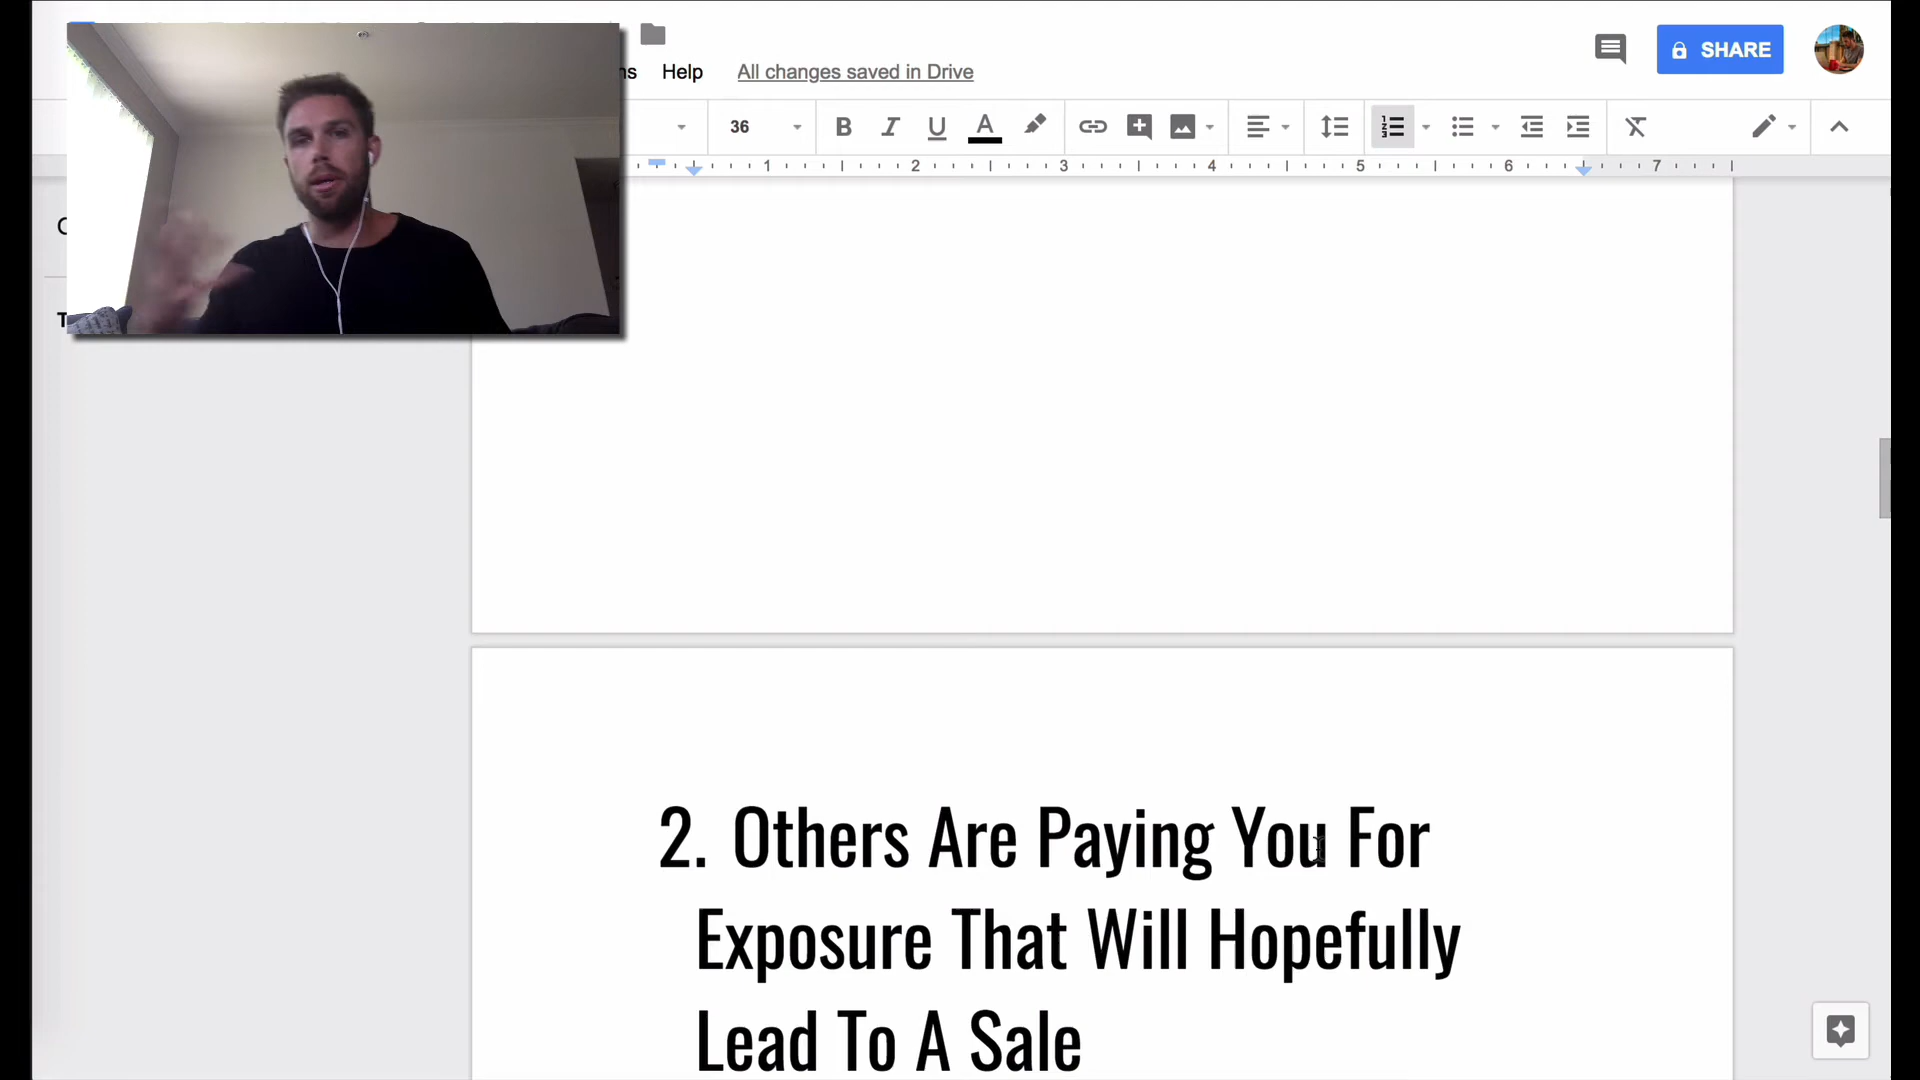 ns Help All changes saved in Drive
SHARE
36 B I U A
1 2 3 4 5 6 7
2. Others Are Paying You For
Exposure That Will Hopefully
Lead To A Sale